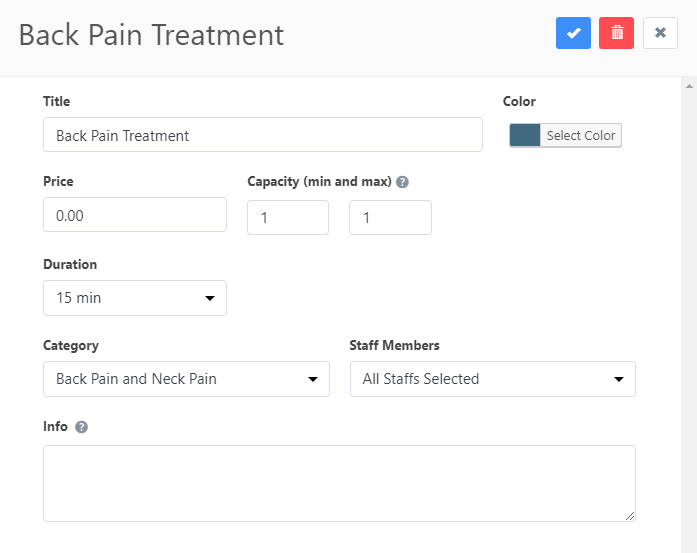 Back Pain Treatment
Title
Color
Back Pain Treatment
Select Color
Price
Capacity (min and max) ?
0.00
1
1
Duration
15 min
Category
Staff Members
Back Pain and Neck Pain
All Staffs Selected
Info ?